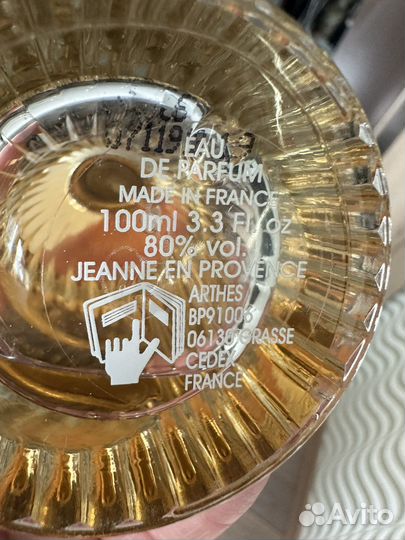 EAU
DE PARFUM
MADE IN FRANCE
100ml 3.3 Fl. oz
80% vol.
JEANNE EN PROVENCE
ARTHES
BP91006
06130 GRASSE
CEDEX
FRANCE
Avito